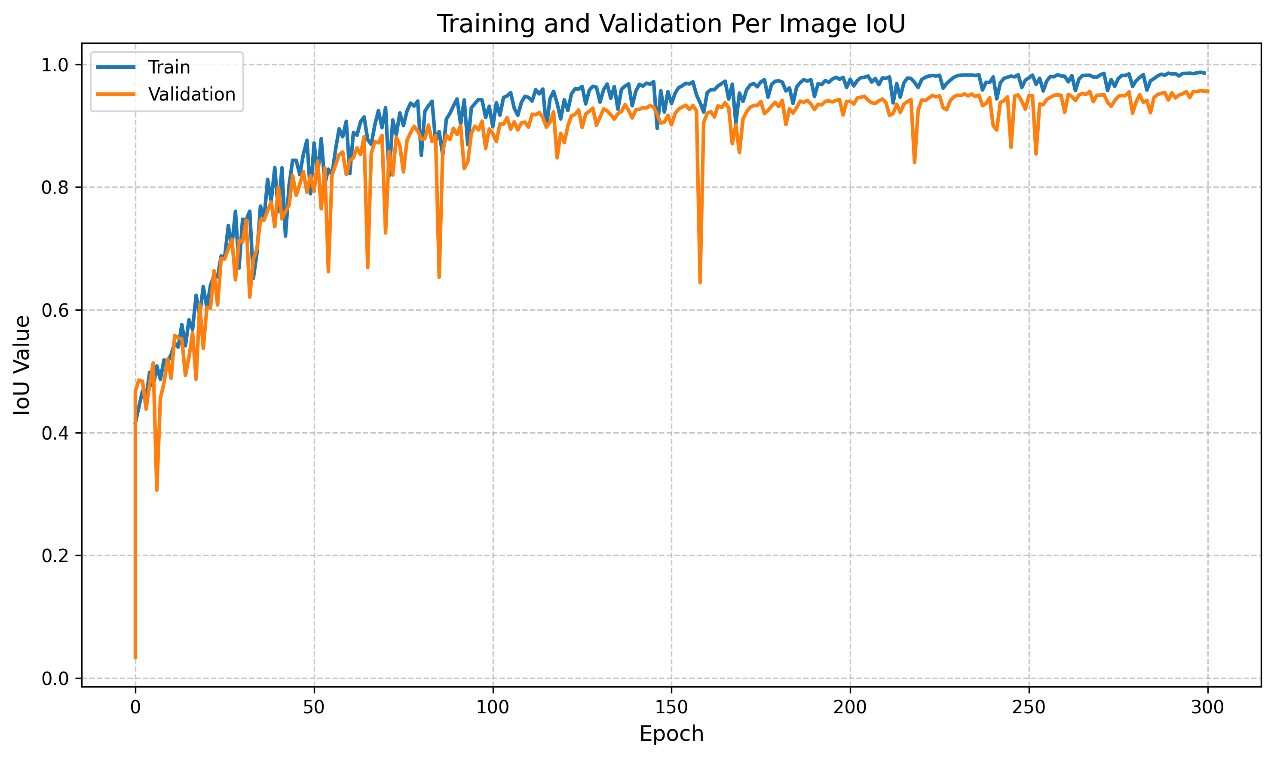 Training and Validation Per Image IoU
Train
Validation
IoU Value
1.0
0.8
0.6
0.4
0.2
0.0
0 50 100 150 200 250 300
Epoch